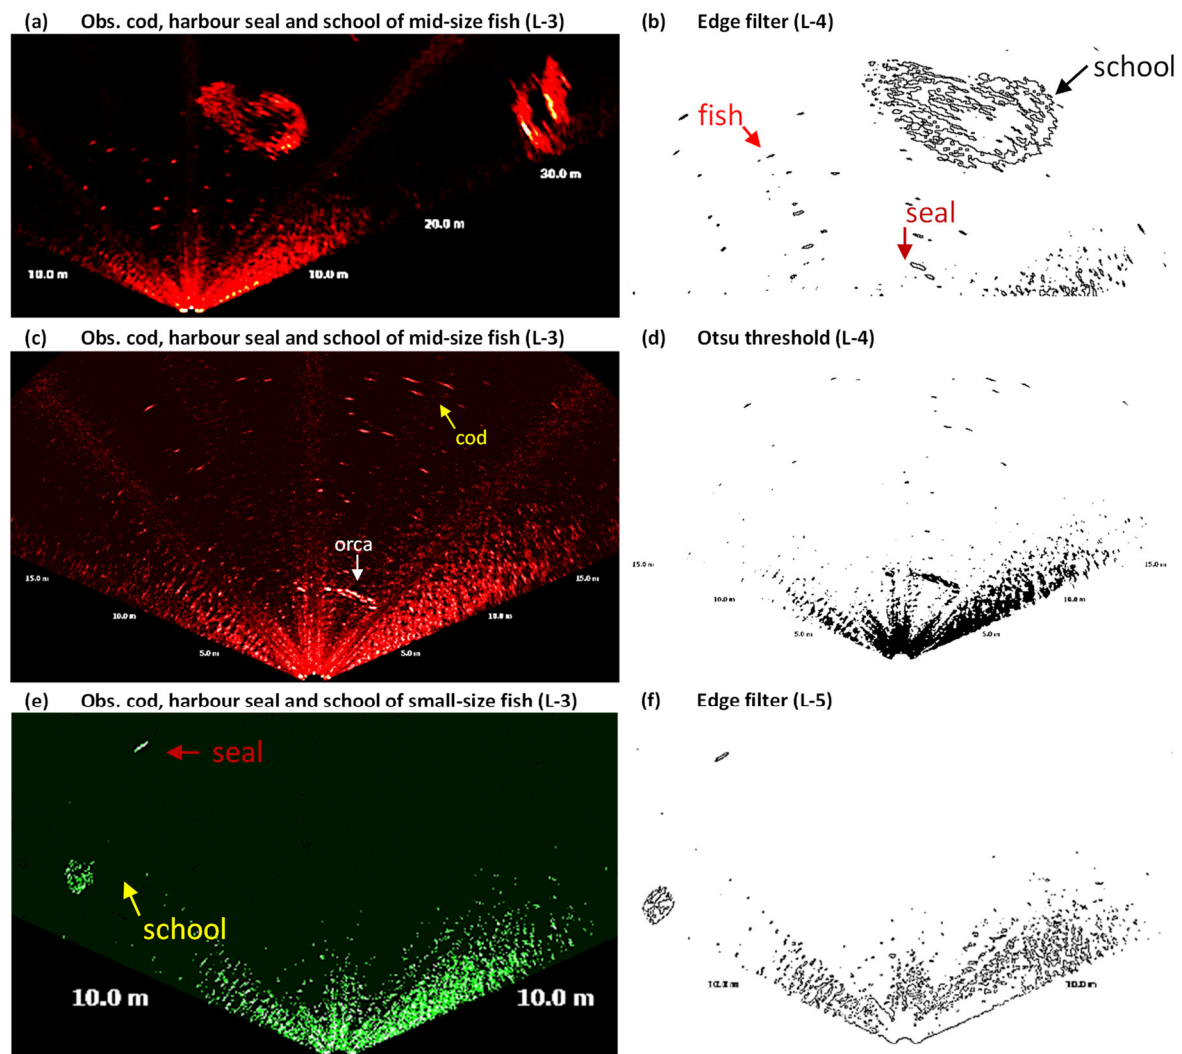 (a) Obs. cod, harbour seal and school of mid-size fish (L-3)
(b) Edge filter (L-4)
school
fish
seal
30.0 m
20.0 m
10.0 m
10.0 m
(c) Obs. cod, harbour seal and school of mid-size fish (L-3)
(d) Otsu threshold (L-4)
cod
orca
15.0 m
15.0 m
10.0 m
10.0 m
5.0 m
5.0 m
15.0 m
15.0 m
10.0 m
10.0 m
5.0 m
5.0 m
(e) Obs. cod, harbour seal and school of small-size fish (L-3)
(f) Edge filter (L-5)
seal
school
10.0 m
10.0 m
10.0 m
10.0 m